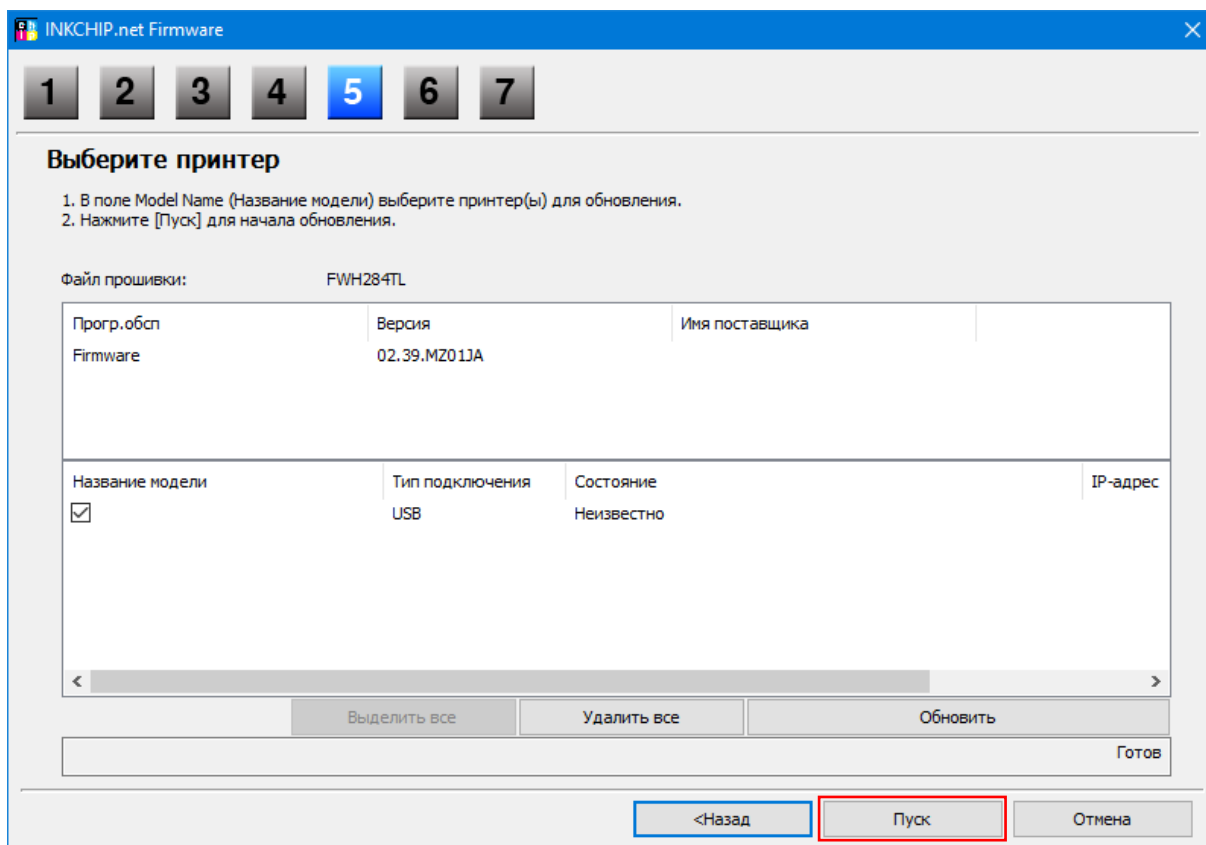 INKCHIP.net Firmware
1 2 3 4 5 6 7
Выберите принтер
1. В поле Model Name (Название модели) выберите принтер(ы) для обновления.
2. Нажмите [Пуск] для начала обновления.
Файл прошивки: FWH284TL
Прогр.обсп Версия Имя поставщика
Firmware 02.39.MZ01JA
Название модели Тип подключения Состояние IP-адрес
USB Неизвестно
Выделить все Удалить все Обновить
Готов
<Назад Пуск Отмена